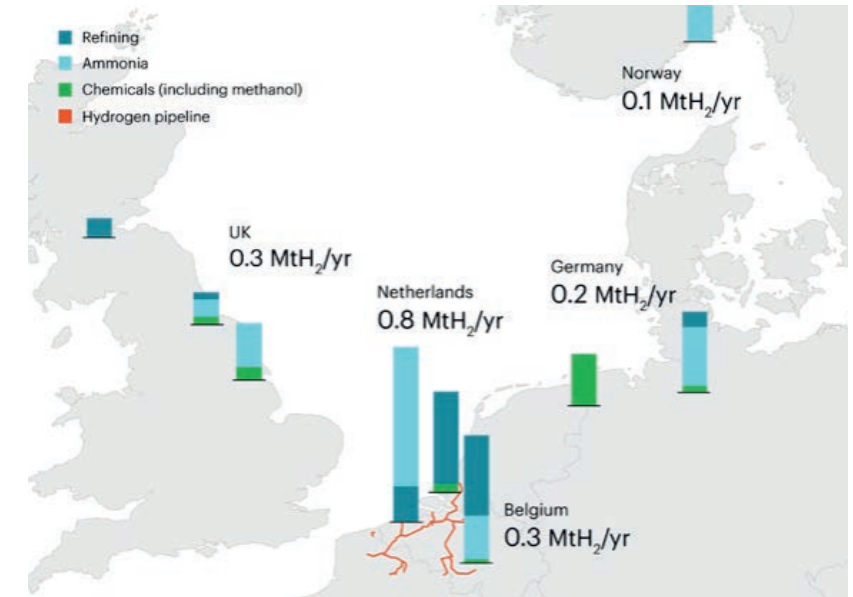 Refining
Ammonia
Chemicals (including methanol)
Hydrogen pipeline
Norway
0.1 MtH₂/yr
UK
0.3 MtH₂/yr
Germany
0.2 MtH₂/yr
Netherlands
0.8 MtH₂/yr
Belgium
0.3 MtH₂/yr